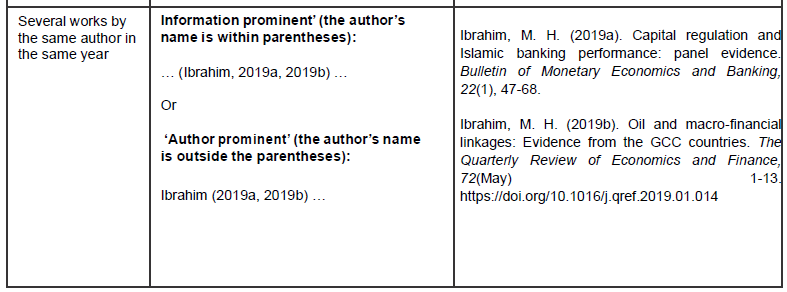 Several works by
the same author in
the same year
Information prominent’ (the author’s
name is within parentheses):
… (Ibrahim, 2019a, 2019b) …
Or
‘Author prominent’ (the author’s name
is outside the parentheses):
Ibrahim (2019a, 2019b) …
Ibrahim, M. H. (2019a). Capital regulation and
Islamic banking performance: panel evidence.
Bulletin of Monetary Economics and Banking,
22(1), 47-68.
Ibrahim, M. H. (2019b). Oil and macro-financial
linkages: Evidence from the GCC countries. The
Quarterly Review of Economics and Finance,
72(May) 1-13.
https://doi.org/10.1016/j.qref.2019.01.014